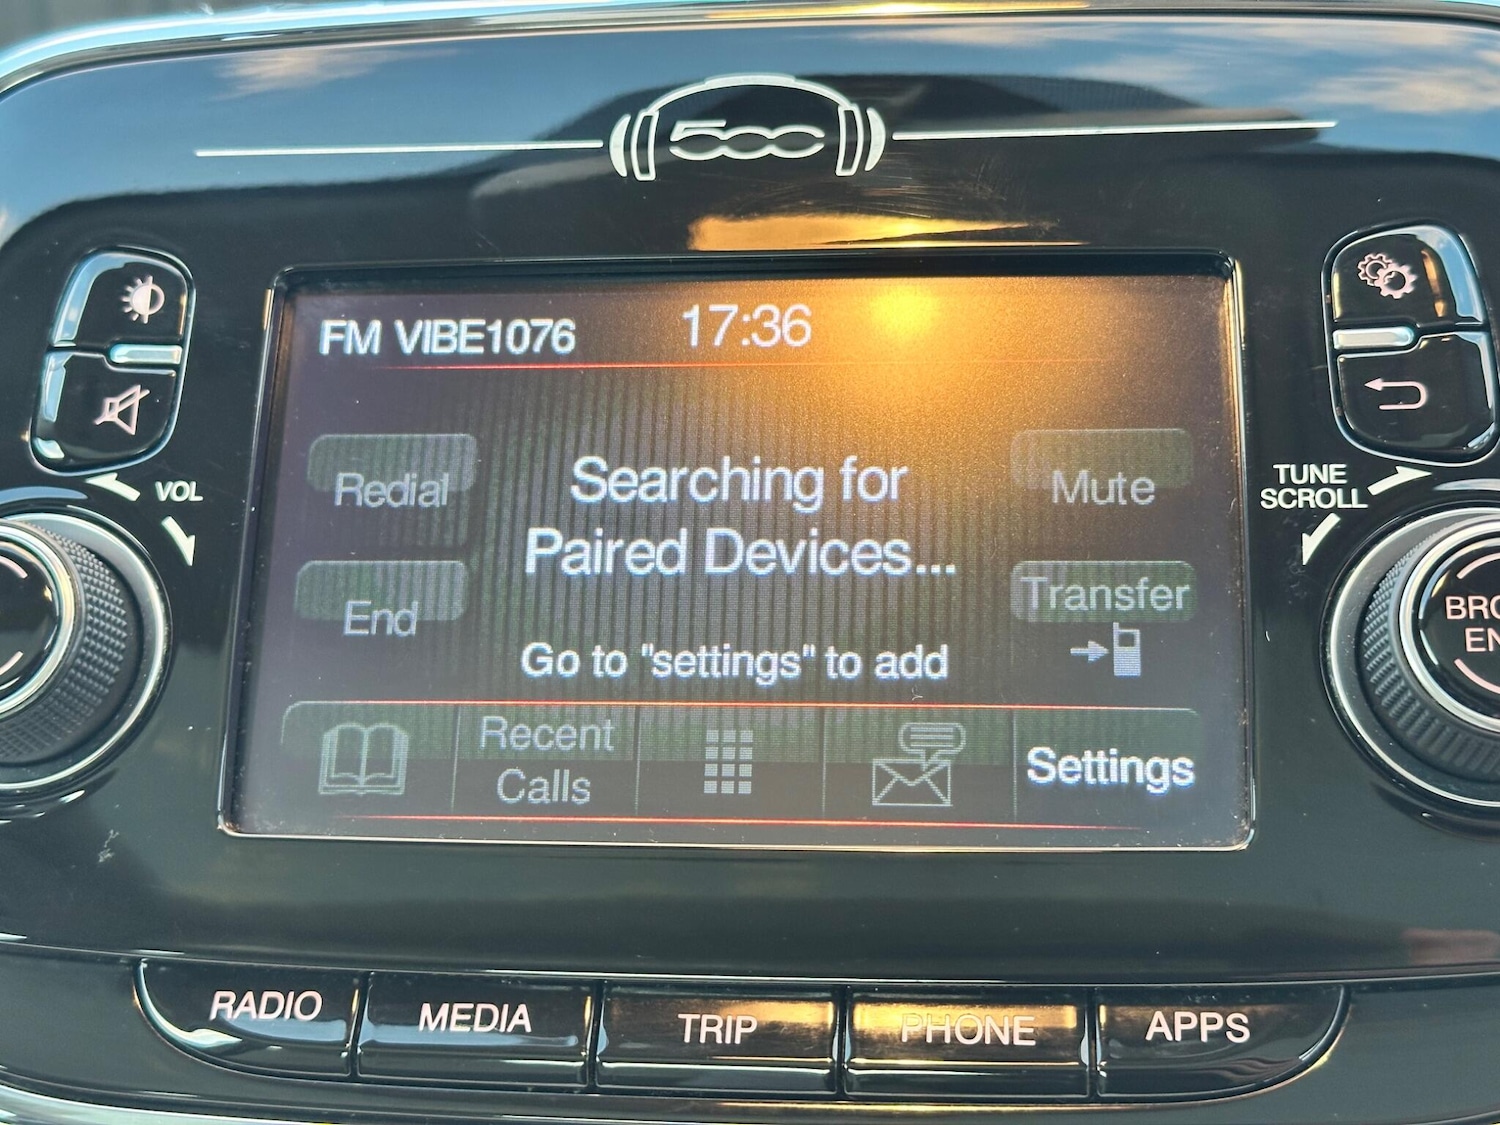 500
FM VIBE1076
17:36
Redial
Searching for
Paired Devices...
Mute
End
Transfer
Go to "settings" to add
Recent
Calls
Settings
VOL
TUNE
SCROLL
RADIO
MEDIA
TRIP
PHONE
APPS